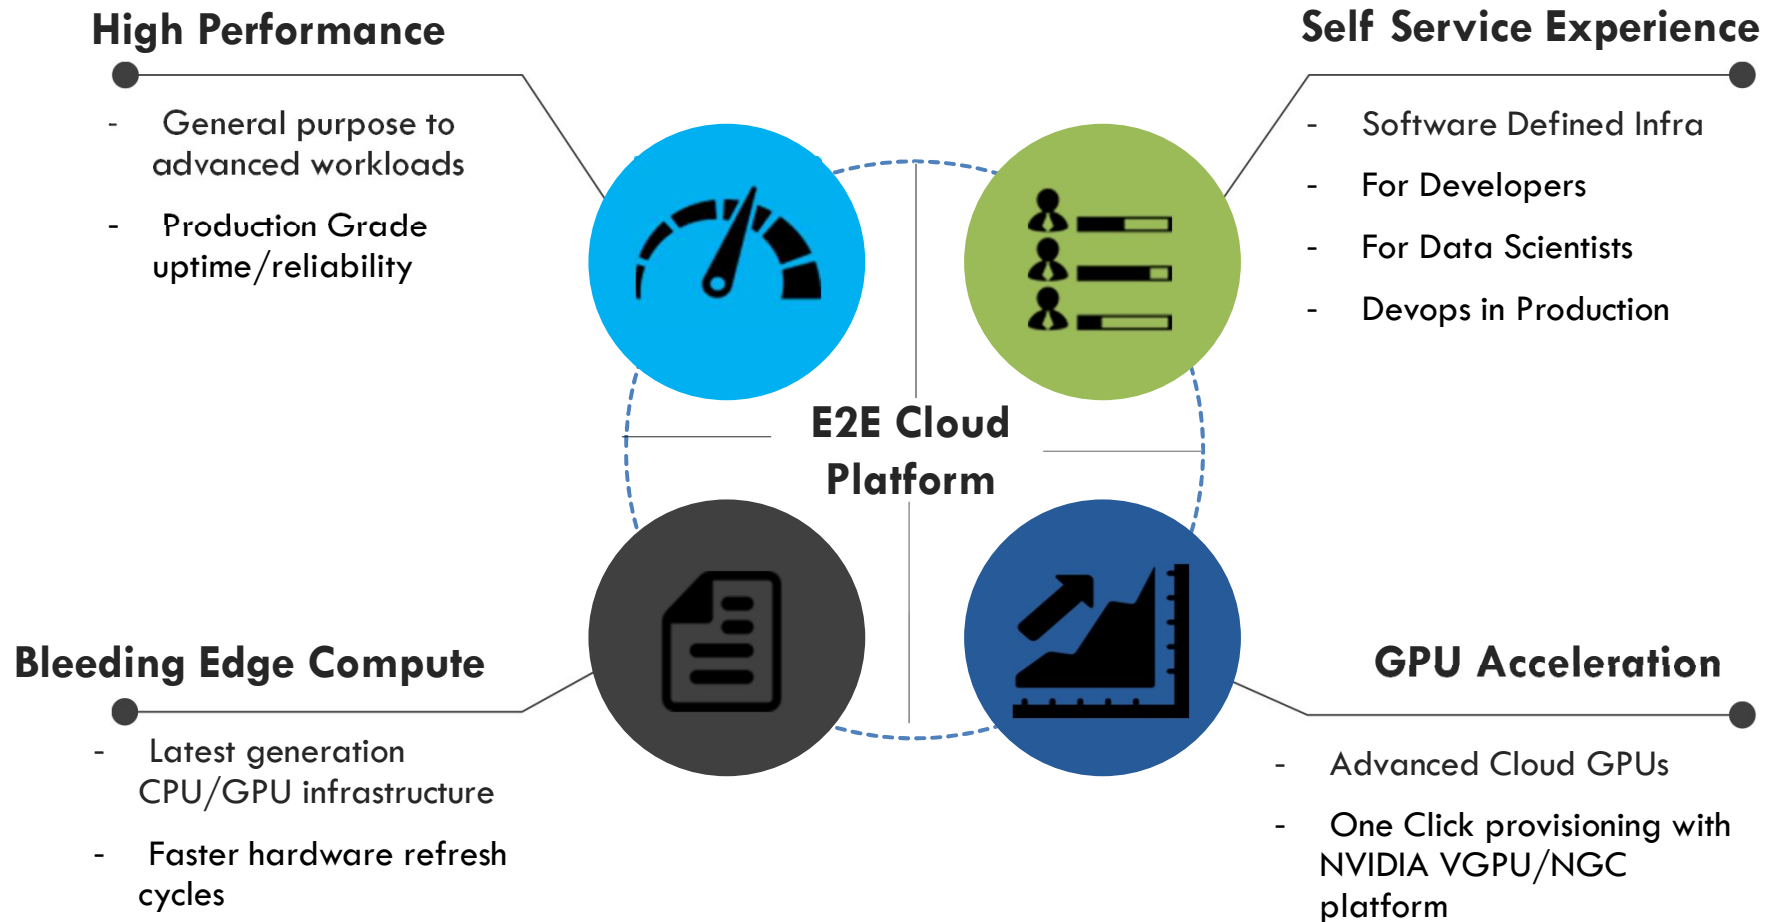 High Performance
- General purpose to
advanced workloads
- Production Grade
uptime/reliability
Self Service Experience
- Software Defined Infra
- For Developers
- For Data Scientists
- Devops in Production
E2E Cloud
Platform
Bleeding Edge Compute
- Latest generation
CPU/GPU infrastructure
- Faster hardware refresh
cycles
GPU Acceleration
- Advanced Cloud GPUs
- One Click provisioning with
NVIDIA VGPU/NGC
platform